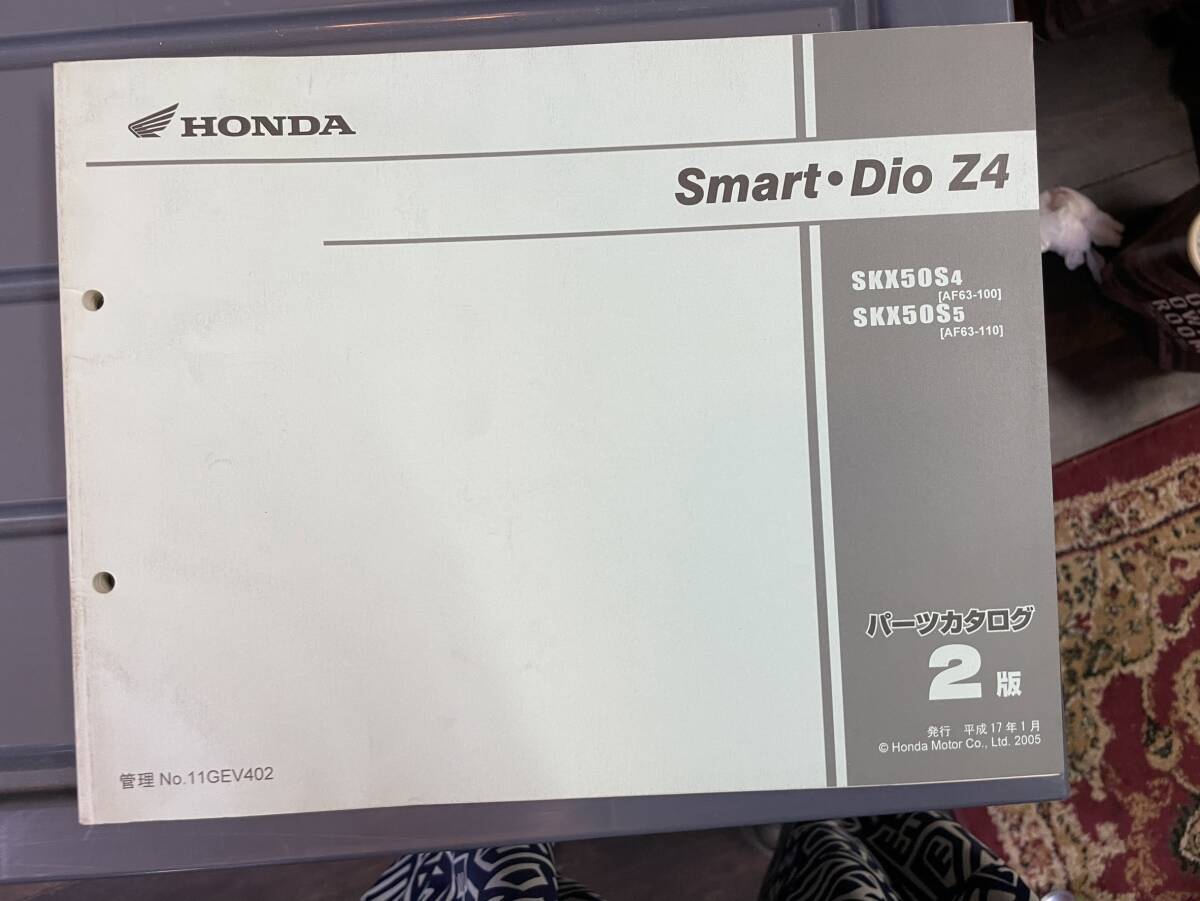 HONDA
Smart・Dio Z4
SKX50S4
[AF63-100]
SKX50S5
[AF63-110]
パーツカタログ
2版
発行 平成17年1月
© Honda Motor Co., Ltd. 2005
管理 No.11GEV402